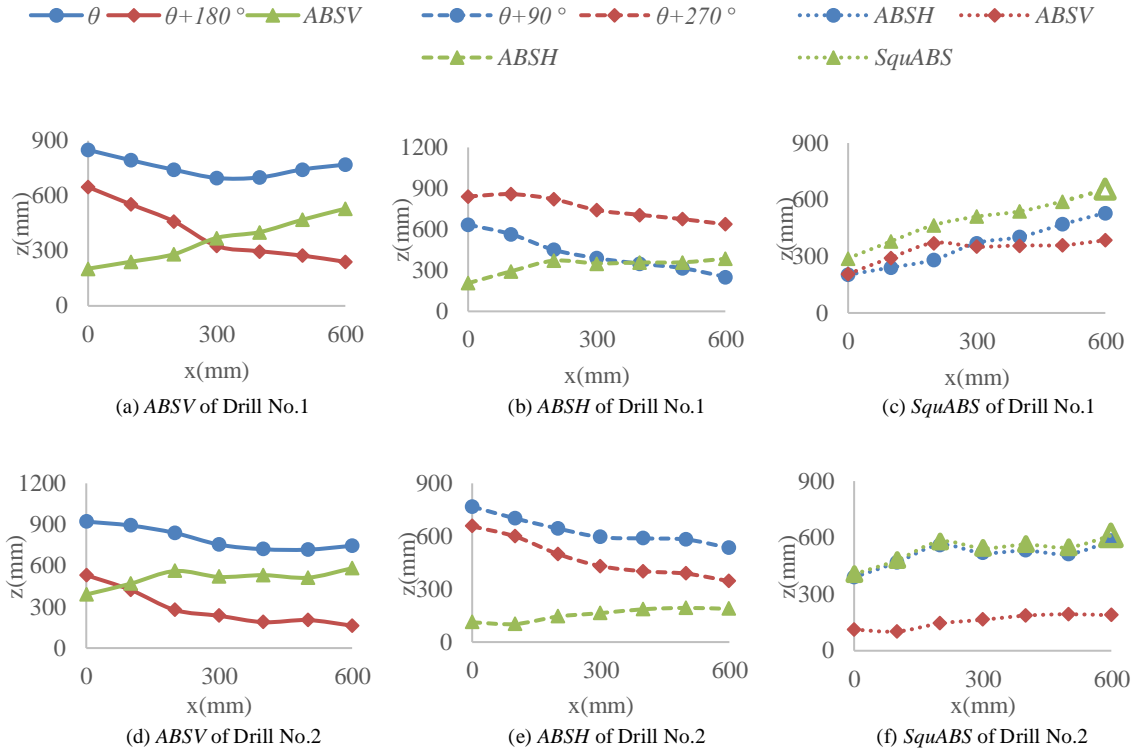 θ θ+180 ° ABSV
θ+90 ° θ+270 °
ABSH
ABSH ABSV
SquABS
z(mm)
900
600
300
0
0 300 600
x(mm)
(a) ABSV of Drill No.1
z(mm)
1200
900
600
300
0
0 300 600
x(mm)
(b) ABSH of Drill No.1
z(mm)
900
600
300
0
0 300 600
x(mm)
(c) SquABS of Drill No.1
z(mm)
1200
900
600
300
0
0 300 600
x(mm)
(d) ABSV of Drill No.2
z(mm)
900
600
300
0
0 300 600
x(mm)
(e) ABSH of Drill No.2
z(mm)
900
600
300
0
0 300 600
x(mm)
(f) SquABS of Drill No.2